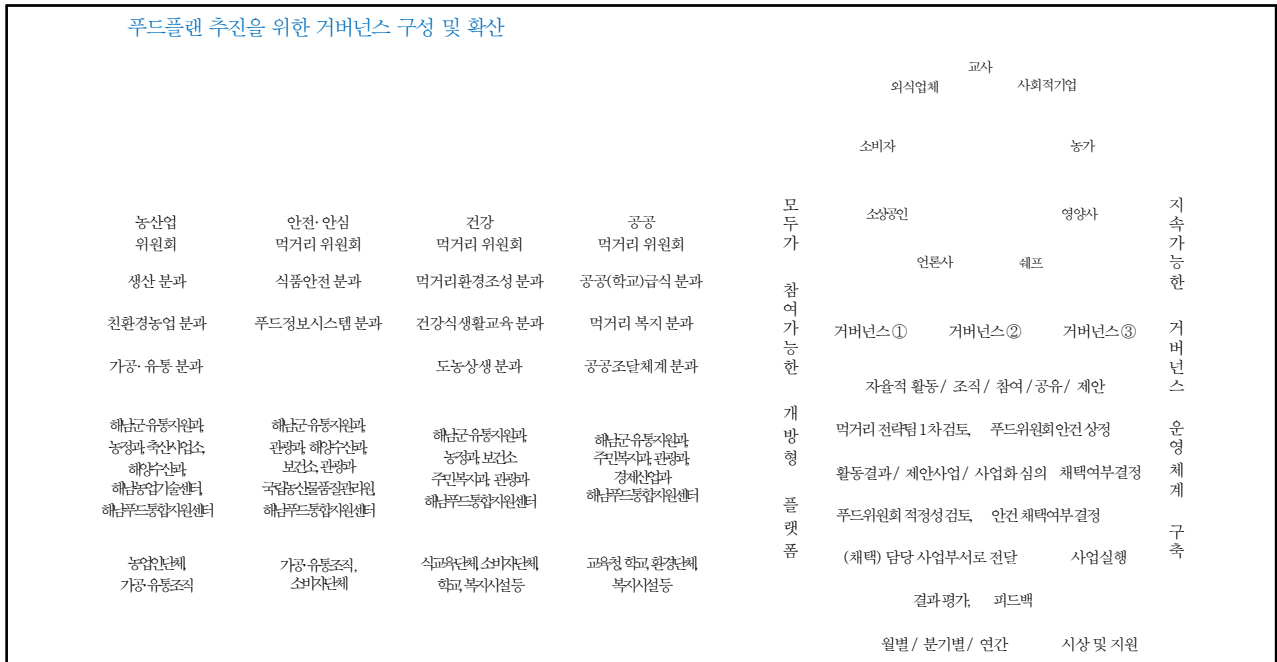 푸드플랜 추진을 위한 거버넌스 구성 및 확산
농산업
위원회
생산 분과
친환경농업 분과
가공·유통 분과
해남군 유통지원과,
농정과, 축산사업소,
해양수산과,
해남농업기술센터,
해남푸드통합지원센터
농업인단체,
가공·유통조직
안전·안심
먹거리 위원회
식품안전 분과
푸드정보시스템 분과
해남군 유통지원과,
관광과, 해양수산과,
보건소, 관광과
국립농산물품질관리원,
해남푸드통합지원센터
가공·유통조직,
소비자단체
건강
먹거리 위원회
먹거리환경조성 분과
건강식생활교육 분과
도농상생 분과
해남군 유통지원과,
농정과, 보건소
주민복지과, 관광과
해남푸드통합지원센터
식교육단체, 소비자단체,
학교, 복지시설 등
공공
먹거리 위원회
공공(학교)급식 분과
먹거리 복지 분과
공공조달체계 분과
해남군 유통지원과,
주민복지과, 관광과,
경제산업과
해남푸드통합지원센터
교육청, 학교, 환경단체,
복지시설 등
모두가 참여가능한 개방형 플랫폼
교사
외식업체 사회적기업
소비자 농가
소상공인 영양사
언론사 쉐프
거버넌스① 거버넌스② 거버넌스③
자율적 활동 / 조직 / 참여 / 공유 / 제안
먹거리 전략팀 1차 검토, 푸드위원회 안건 상정
활동결과 / 제안사업 / 사업화 심의 채택여부 결정
푸드위원회 적정성 검토, 안건 채택여부 결정
(채택) 담당 사업부서로 전달 사업실행
결과 평가, 피드백
월별 / 분기별 / 연간 시상 및 지원
지속가능한 거버넌스 운영체계 구축